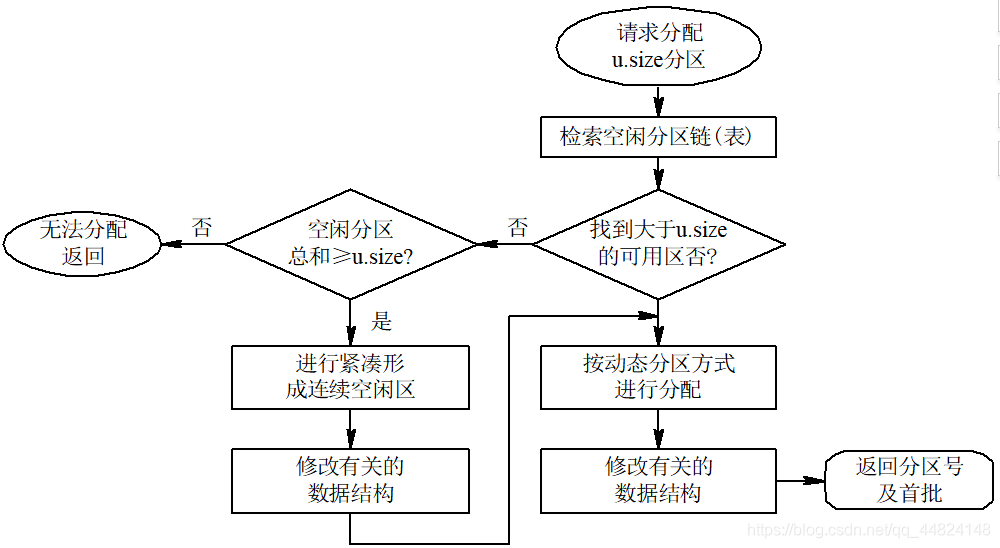 请求分配
u.size分区
检索空闲分区链(表)
找到大于u.size
的可用区否?
否
空闲分区
总和≥u.size?
否
无法分配
返回
是
进行紧凑形
成连续空闲区
修改有关的
数据结构
按动态分区方式
进行分配
修改有关的
数据结构
返回分区号
及首批
https://blog.csdn.net/qq_44824148